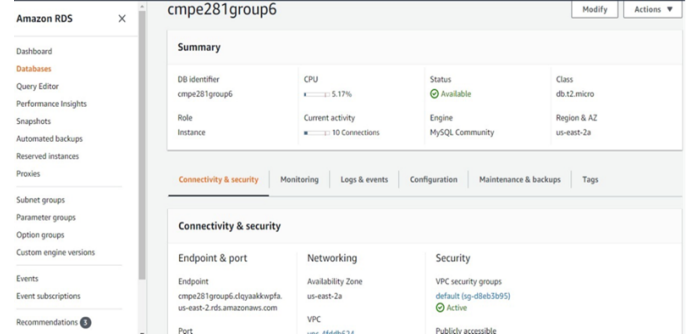 Amazon RDS
Dashboard
Databases
Query Editor
Performance Insights
Snapshots
Automated backups
Reserved instances
Proxies
Subnet groups
Parameter groups
Option groups
Custom engine versions
Events
Event subscriptions
Recommendations 3
cmpe281group6
Modify
Actions
Summary
DB identifier
cmpe281group6
CPU
5.17%
Status
Available
Class
db.t2.micro
Role
Instance
Current activity
10 Connections
Engine
MySQL Community
Region & AZ
us-east-2a
Connectivity & security
Monitoring
Logs & events
Configuration
Maintenance & backups
Tags
Connectivity & security
Endpoint & port
Endpoint
cmpe281group6.clqyaakkwpfa.
us-east-2.rds.amazonaws.com
Port
Networking
Availability Zone
us-east-2a
VPC
Security
VPC security groups
default (sg-d8eb3b95)
Active
Publicly accessible